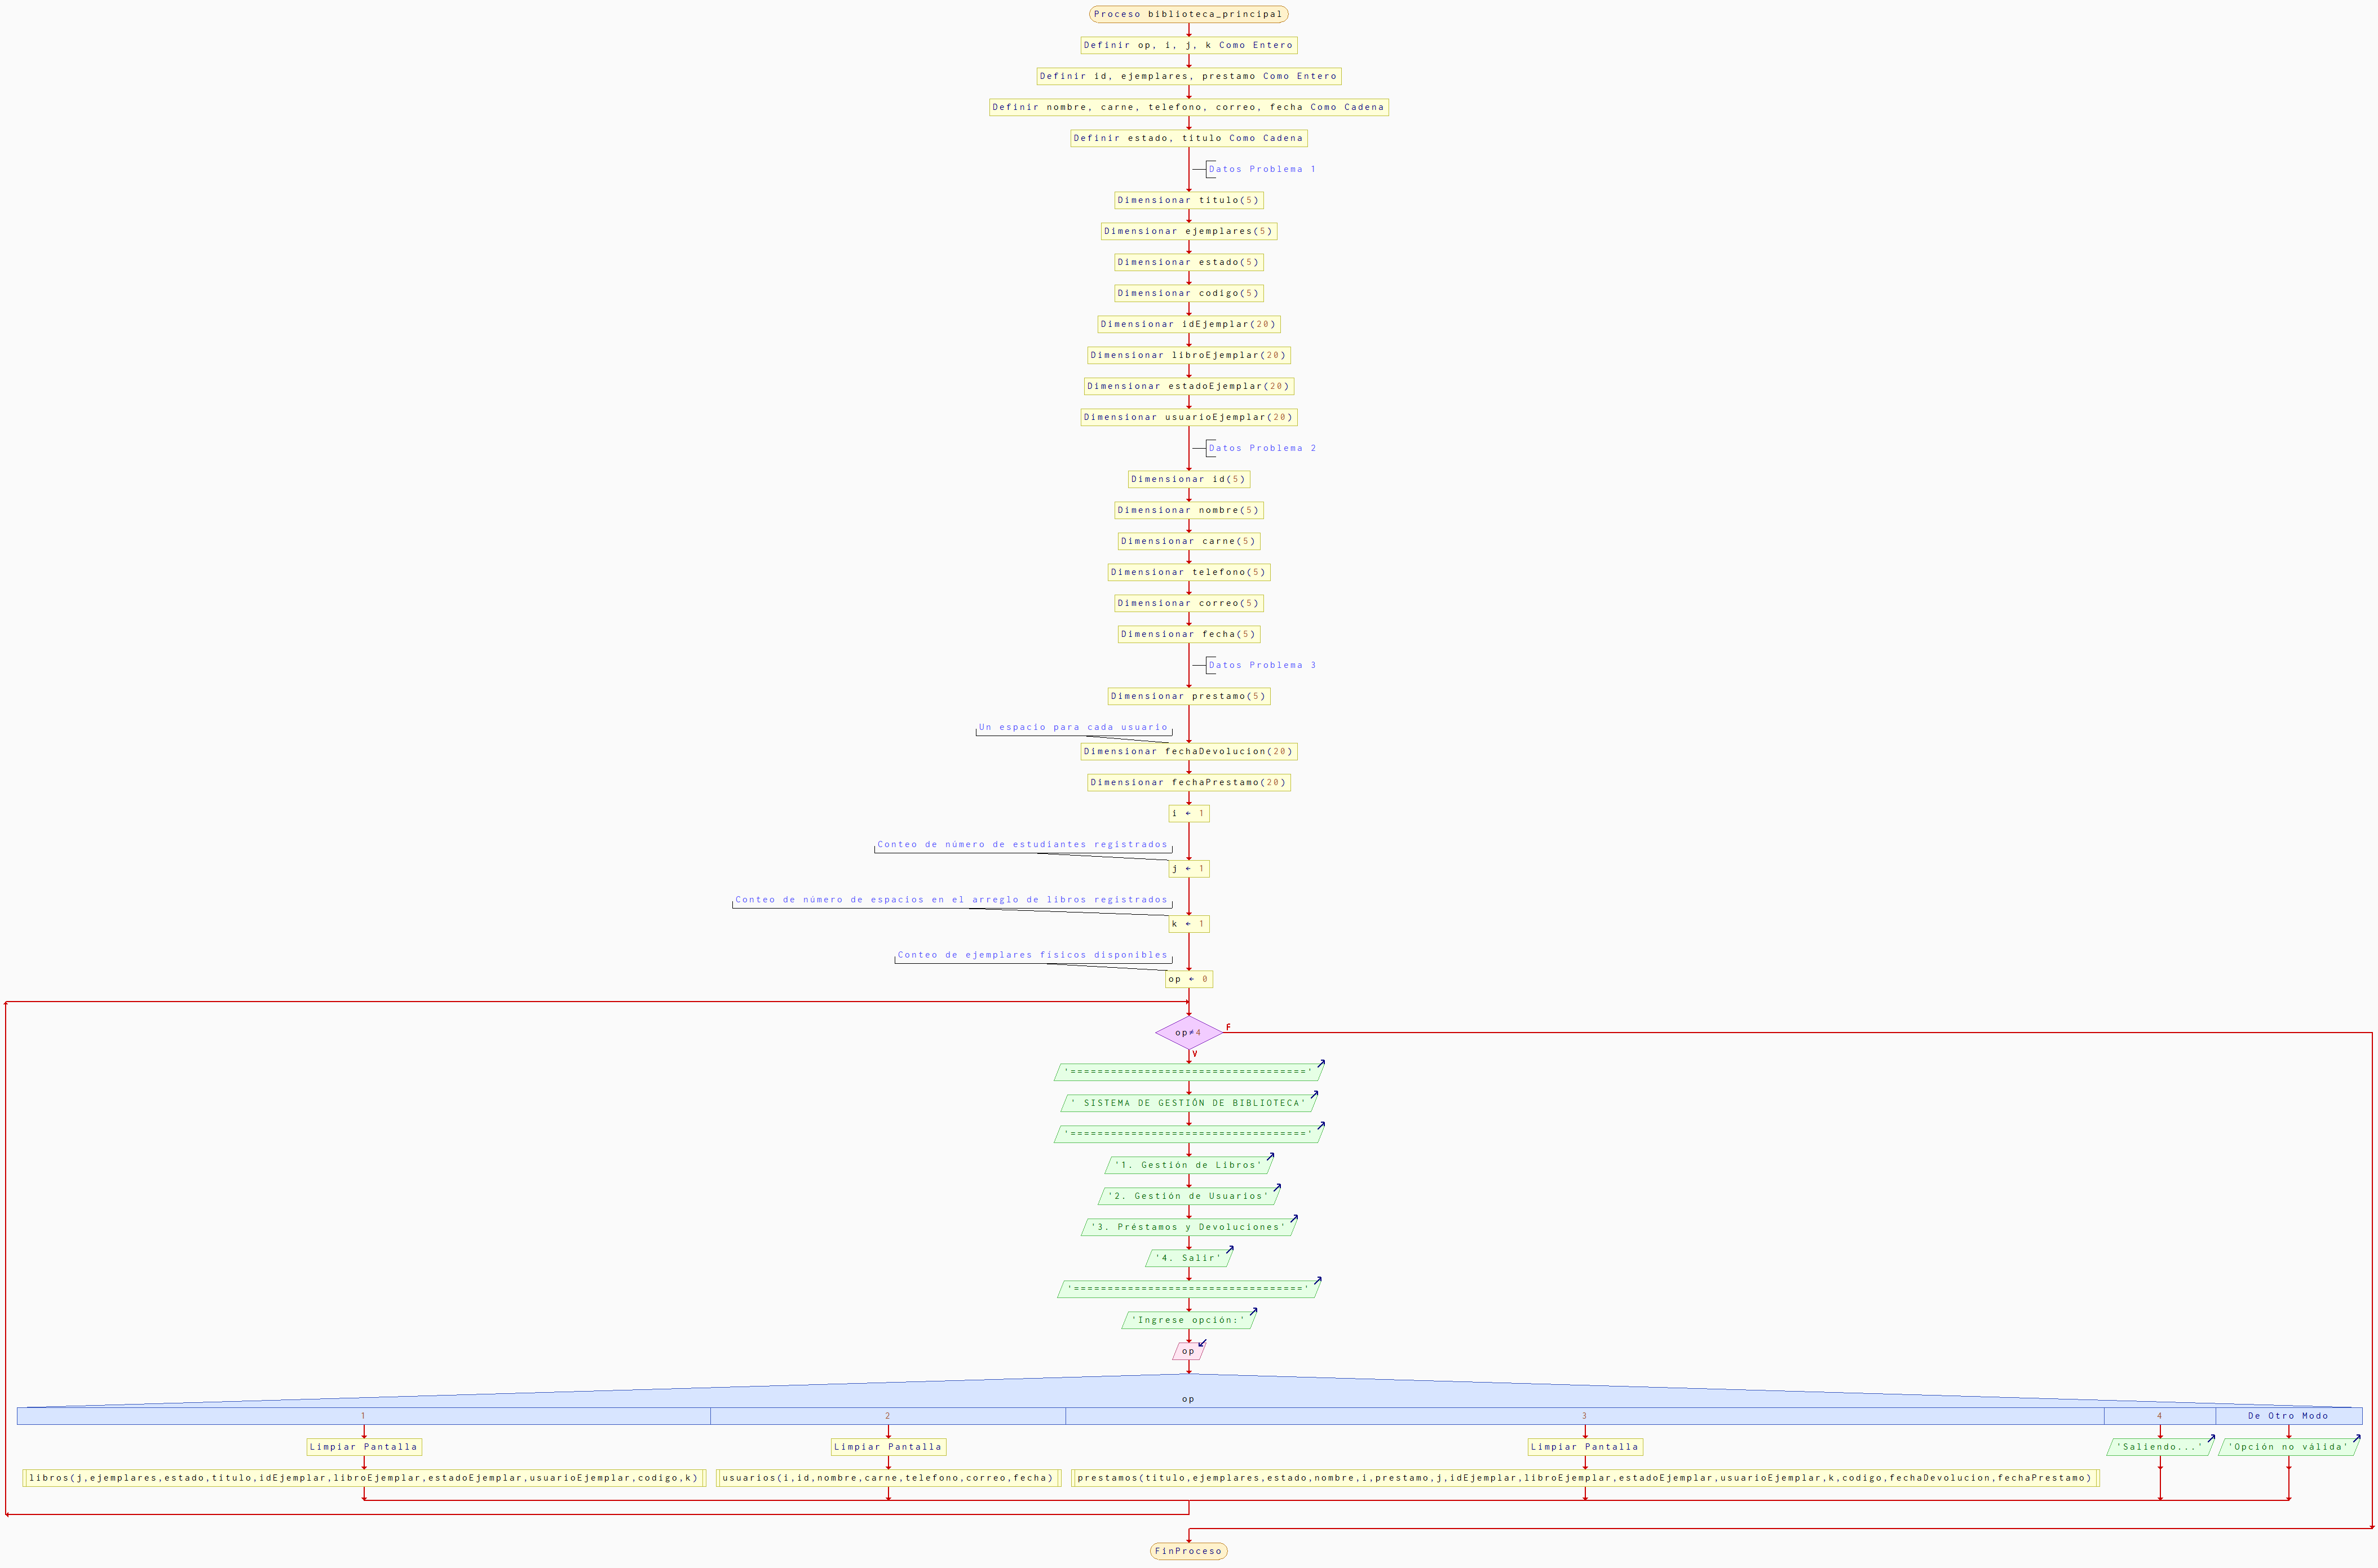 Proceso biblioteca_principal
Definir op, i, j, k Como Entero
Definir id, ejemplares, prestamo Como Entero
Definir nombre, carne, telefono, correo, fecha Como Cadena
Definir estado, titulo Como Cadena
Datos Problema 1
Dimensionar titulo(5)
Dimensionar ejemplares(5)
Dimensionar estado(5)
Dimensionar codigo(5)
Dimensionar idEjemplar(20)
Dimensionar libroEjemplar(20)
Dimensionar estadoEjemplar(20)
Dimensionar usuarioEjemplar(20)
Datos Problema 2
Dimensionar id(5)
Dimensionar nombre(5)
Dimensionar carne(5)
Dimensionar telefono(5)
Dimensionar correo(5)
Dimensionar fecha(5)
Datos Problema 3
Dimensionar prestamo(5)
Un espacio para cada usuario
Dimensionar fechaDevolucion(20)
Dimensionar fechaPrestamo(20)
i ← 1
Conteo de número de estudiantes registrados
j ← 1
Conteo de número de espacios en el arreglo de libros registrados
k ← 1
Conteo de ejemplares físicos disponibles
op ← 0
op≠4
F
V
'==================================='
' SISTEMA DE GESTIÓN DE BIBLIOTECA'
'==================================='
'1. Gestión de Libros'
'2. Gestión de Usuarios'
'3. Préstamos y Devoluciones'
'4. Salir'
'=================================='
'Ingrese opción:'
op
op
1 2 3 4 De Otro Modo
Limpiar Pantalla Limpiar Pantalla Limpiar Pantalla 'Saliendo...' 'Opción no válida'
libros(j,ejemplares,estado,titulo,idEjemplar,libroEjemplar,estadoEjemplar,usuarioEjemplar,codigo,k) usuarios(i,id,nombre,carne,telefono,correo,fecha) prestamos(titulo,ejemplares,estado,nombre,i,prestamo,j,idEjemplar,libroEjemplar,estadoEjemplar,usuarioEjemplar,k,codigo,fechaDevolucion,fechaPrestamo)
FinProceso